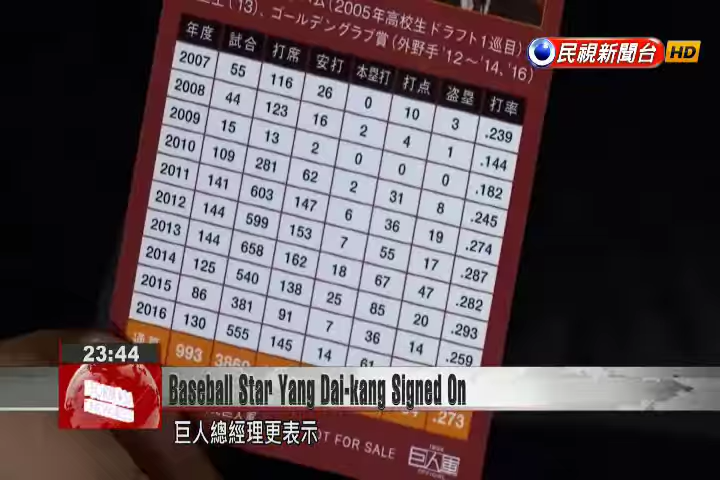 (2005年高校生ドラフト1巡目)
('13)、ゴールデングラブ賞(外野手'12～'14、'16)
民視新聞台 HD
年度 試合 打席 安打 本塁打 打点 盗塁 打率
2007 55 116 26 0 10 3 .239
2008 44 123 16 2 4 1 .144
2009 15 13 2 0 0 0 .182
2010 109 281 62 2 31 8 .245
2011 141 603 147 6 36 19 .274
2012 144 599 153 7 55 17 .287
2013 144 658 162 18 67 47 .282
2014 125 540 138 25 85 20 .293
2015 86 381 91 7 36 14 .259
2016 130 555 145 14 61
993 .273
23:44
Baseball Star Yang Dai-kang Signed On
巨人總經理更表示
NOT FOR SALE
巨人軍